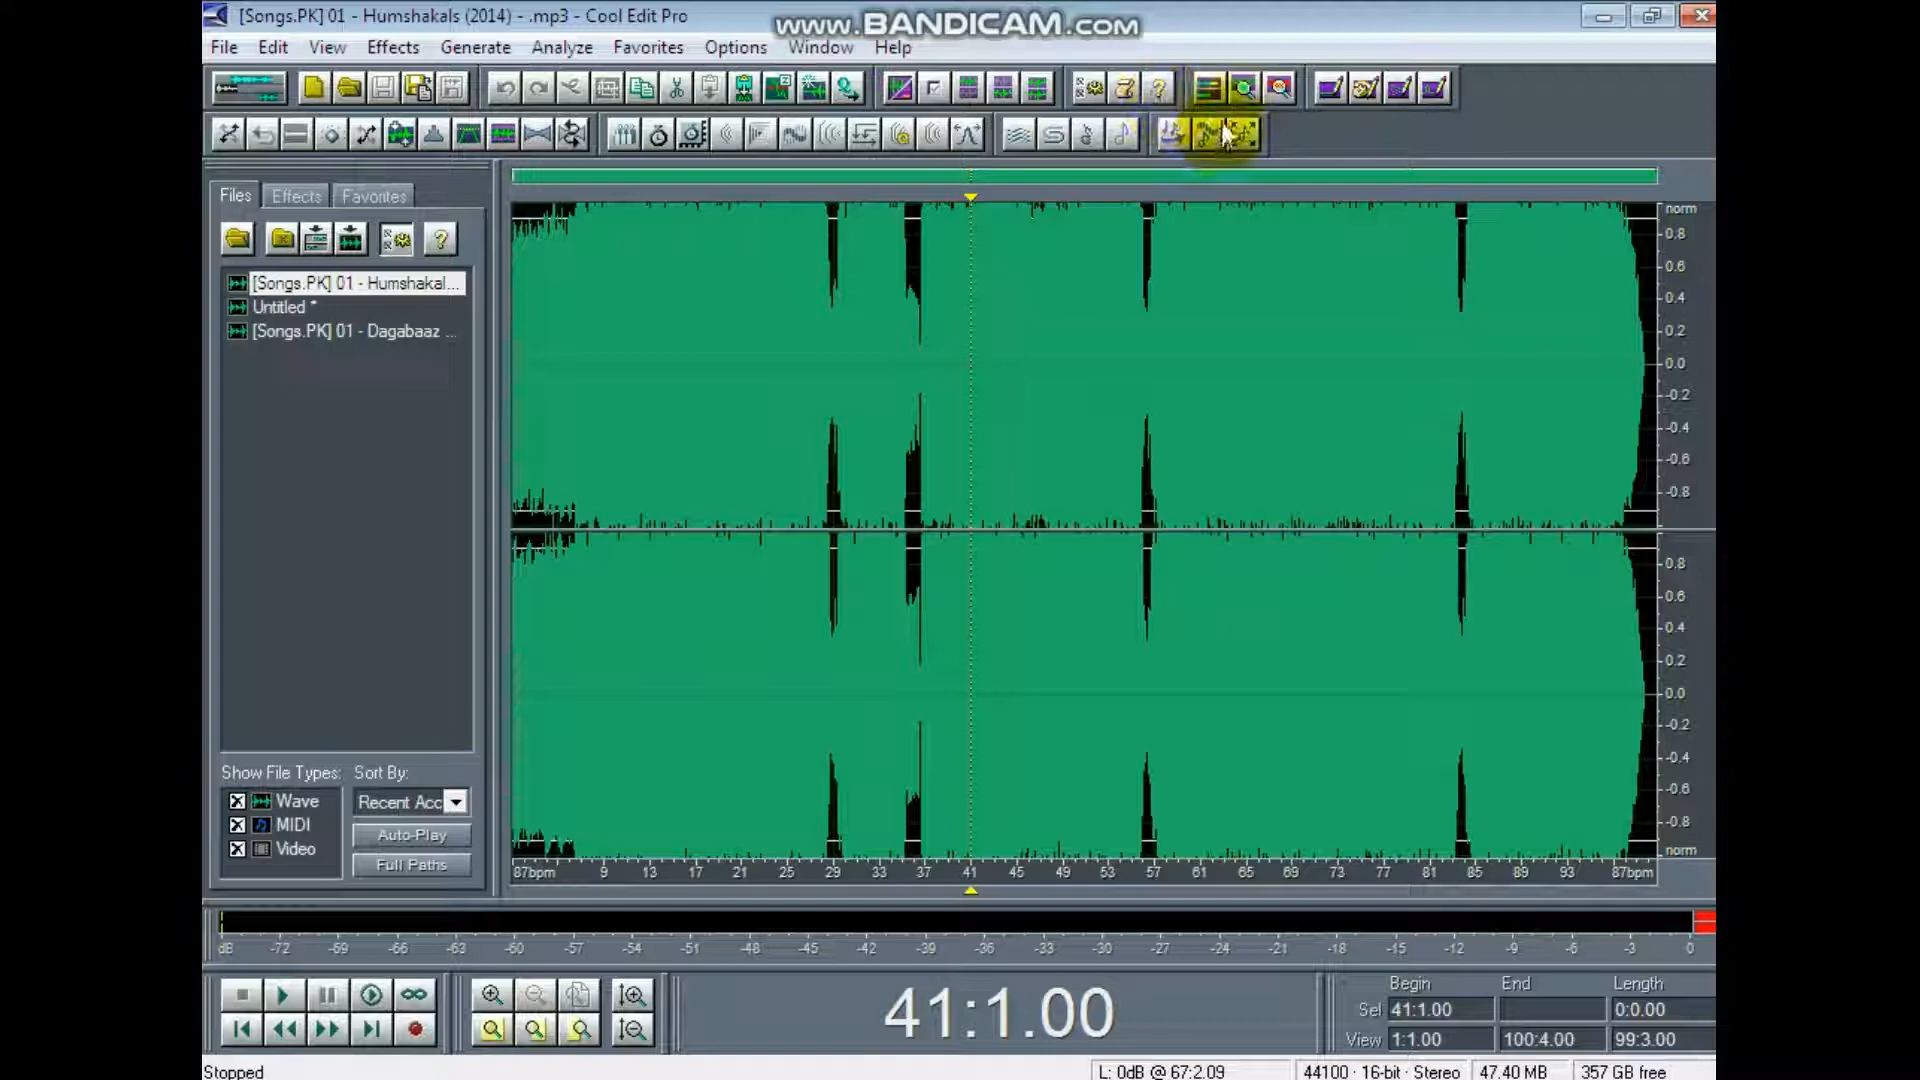 [Songs.PK] 01 - Humshakals (2014) - .mp3 - Cool Edit Pro
www.BANDICAM.com
File Edit View Effects Generate Analyze Favorites Options Window Help
Files Effects Favorites
[Songs.PK] 01 - Humshakal...
Untitled *
[Songs.PK] 01 - Dagabaaz ...
norm
0.8
0.6
0.4
0.2
0.0
-0.2
-0.4
-0.6
-0.8
0.8
0.6
0.4
0.2
0.0
-0.2
-0.4
-0.6
-0.8
norm
Show File Types: Sort By:
Wave Recent Acc
MIDI Auto-Play
Video Full Paths
87bpm 9 13 17 21 25 29 33 37 41 45 49 53 57 61 65 69 73 77 81 85 89 93 87bpm
dB -72 -69 -66 -63 -60 -57 -54 -51 -48 -45 -42 -39 -36 -33 -30 -27 -24 -21 -18 -15 -12 -9 -6 -3 0
41:1.00
Begin End Length
Sel 41:1.00 0:0.00
View 1:1.00 100:4.00 99:3.00
Stopped L: 0dB @ 67:2.09 44100 · 16-bit · Stereo 47.40 MB 357 GB free